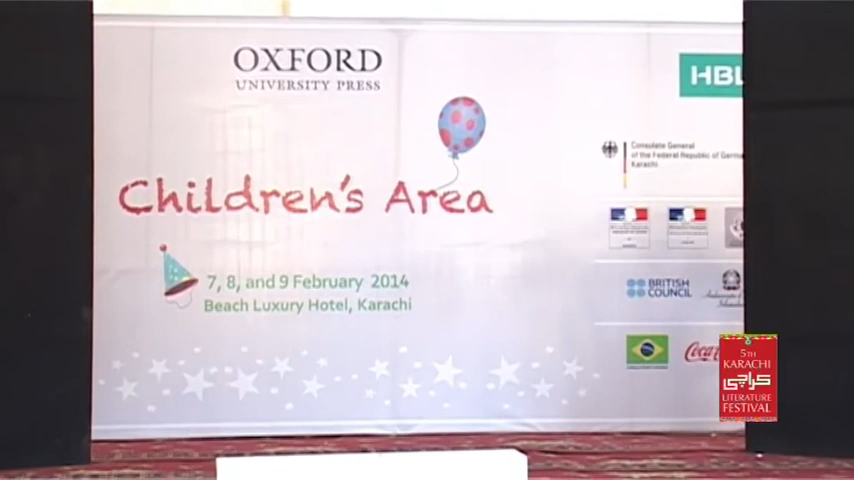 OXFORD
UNIVERSITY PRESS
HBL
Consulate General
of the Federal Republic of
Karachi
Children's Area
7, 8, and 9 February 2014
Beach Luxury Hotel, Karachi
BRITISH
COUNCIL
5TH
KARACHI
کراچی
LITERATURE
FESTIVAL